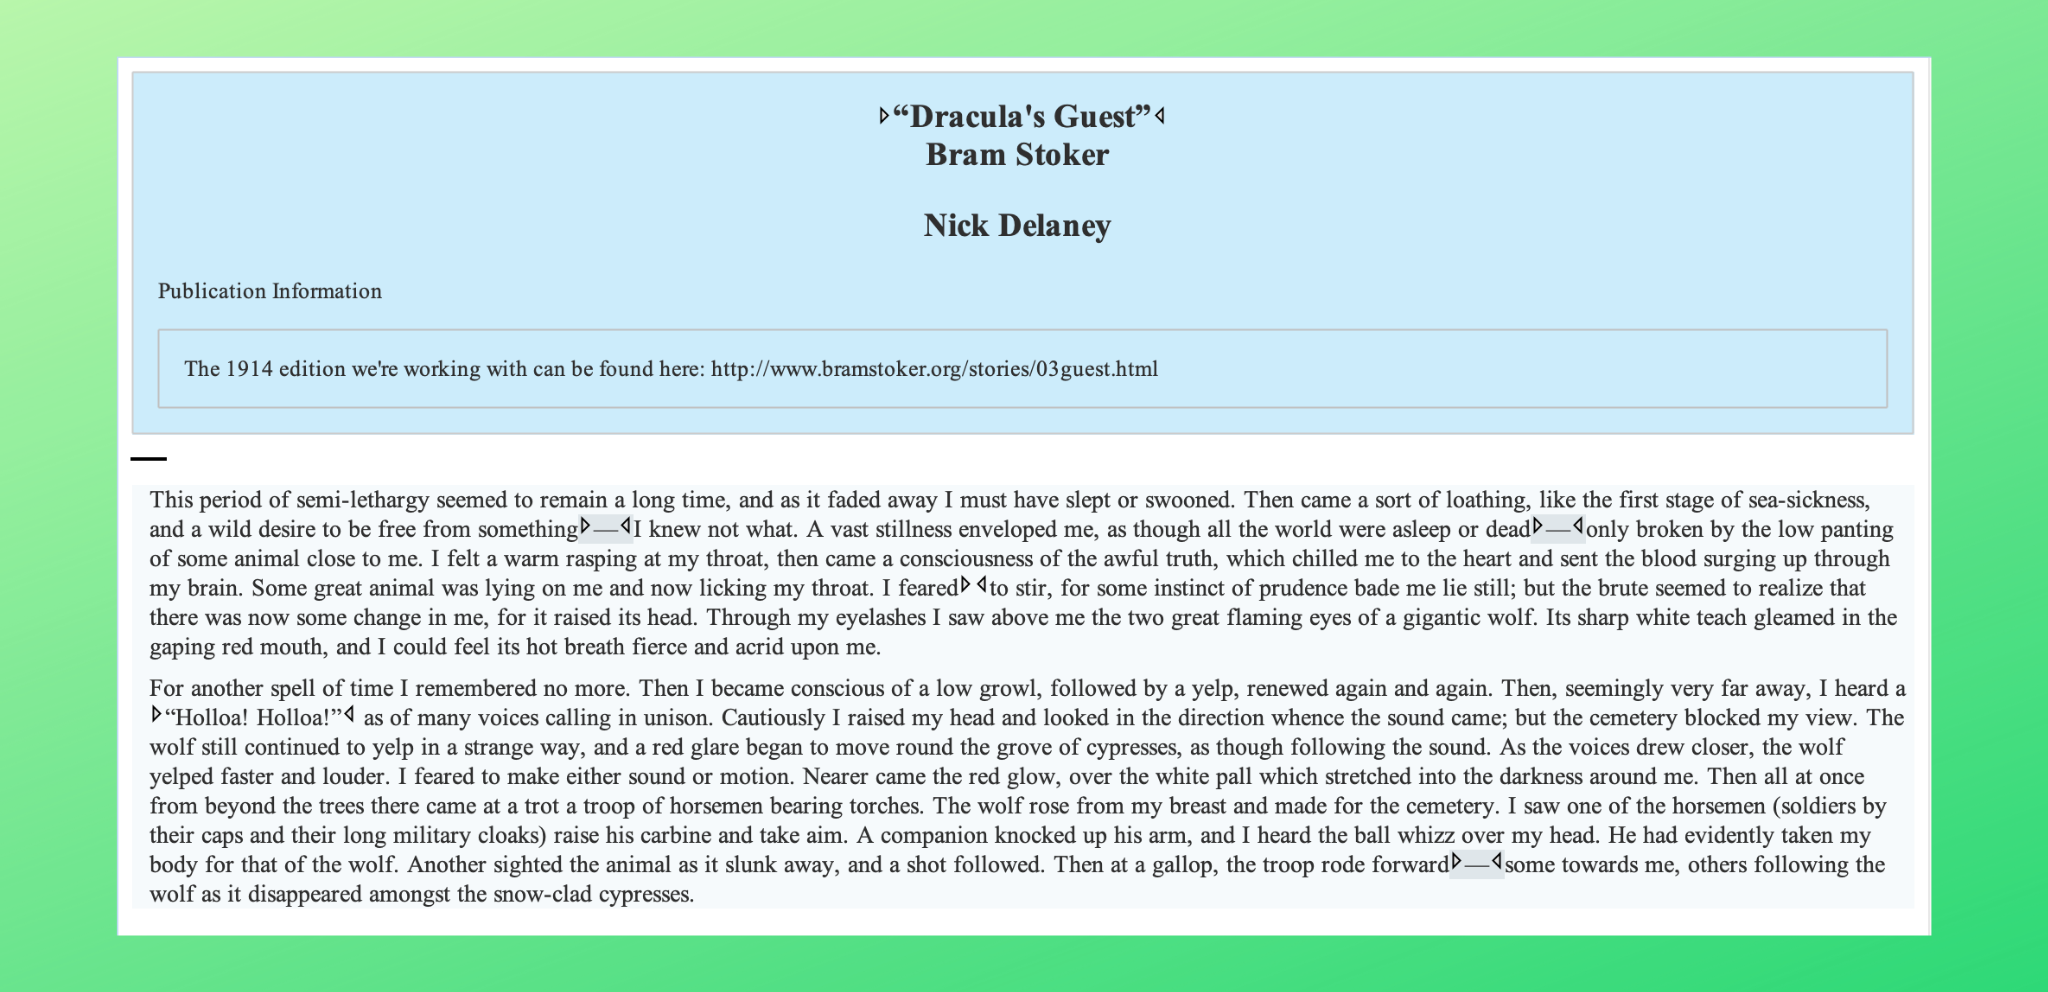 “Dracula's Guest”
Bram Stoker
Nick Delaney
Publication Information
The 1914 edition we're working with can be found here: http://www.bramstoker.org/stories/03guest.html
This period of semi-lethargy seemed to remain a long time, and as it faded away I must have slept or swooned. Then came a sort of loathing, like the first stage of sea-sickness,
and a wild desire to be free from something—I knew not what. A vast stillness enveloped me, as though all the world were asleep or dead—only broken by the low panting
of some animal close to me. I felt a warm rasping at my throat, then came a consciousness of the awful truth, which chilled me to the heart and sent the blood surging up through
my brain. Some great animal was lying on me and now licking my throat. I feared to stir, for some instinct of prudence bade me lie still; but the brute seemed to realize that
there was now some change in me, for it raised its head. Through my eyelashes I saw above me the two great flaming eyes of a gigantic wolf. Its sharp white teach gleamed in the
gaping red mouth, and I could feel its hot breath fierce and acrid upon me.
For another spell of time I remembered no more. Then I became conscious of a low growl, followed by a yelp, renewed again and again. Then, seemingly very far away, I heard a
“Holloa! Holloa!” as of many voices calling in unison. Cautiously I raised my head and looked in the direction whence the sound came; but the cemetery blocked my view. The
wolf still continued to yelp in a strange way, and a red glare began to move round the grove of cypresses, as though following the sound. As the voices drew closer, the wolf
yelped faster and louder. I feared to make either sound or motion. Nearer came the red glow, over the white pall which stretched into the darkness around me. Then all at once
from beyond the trees there came at a trot a troop of horsemen bearing torches. The wolf rose from my breast and made for the cemetery. I saw one of the horsemen (soldiers by
their caps and their long military cloaks) raise his carbine and take aim. A companion knocked up his arm, and I heard the ball whizz over my head. He had evidently taken my
body for that of the wolf. Another sighted the animal as it slunk away, and a shot followed. Then at a gallop, the troop rode forward—some towards me, others following the
wolf as it disappeared amongst the snow-clad cypresses.